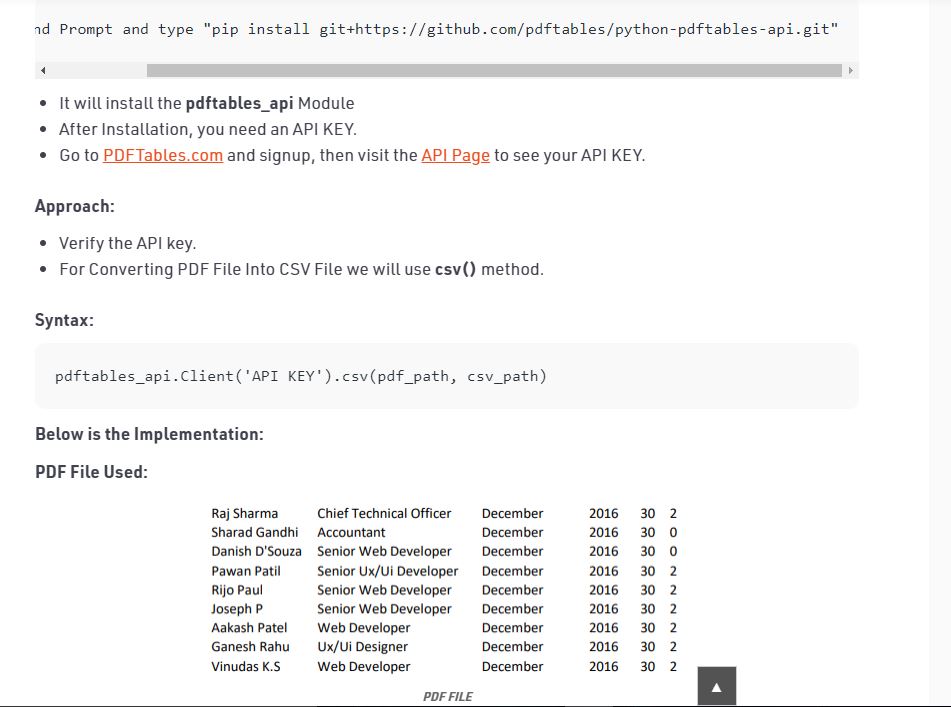 nd Prompt and type "pip install git+https://github.com/pdftables/python-pdftables-api.git"
It will install the pdftables_api Module
After Installation, you need an API KEY.
Go to PDFTables.com and signup, then visit the API Page to see your API KEY.
Approach:
Verify the API key.
For Converting PDF File Into CSV File we will use csv() method.
Syntax:
pdftables_api.Client('API KEY').csv(pdf_path, csv_path)
Below is the Implementation:
PDF File Used:
Raj Sharma Chief Technical Officer December 2016 30 2
Sharad Gandhi Accountant December 2016 30 0
Danish D'Souza Senior Web Developer December 2016 30 0
Pawan Patil Senior Ux/Ui Developer December 2016 30 2
Rijo Paul Senior Web Developer December 2016 30 2
Joseph P Senior Web Developer December 2016 30 2
Aakash Patel Web Developer December 2016 30 2
Ganesh Rahu Ux/Ui Designer December 2016 30 2
Vinudas K.S Web Developer December 2016 30 2
PDF FILE